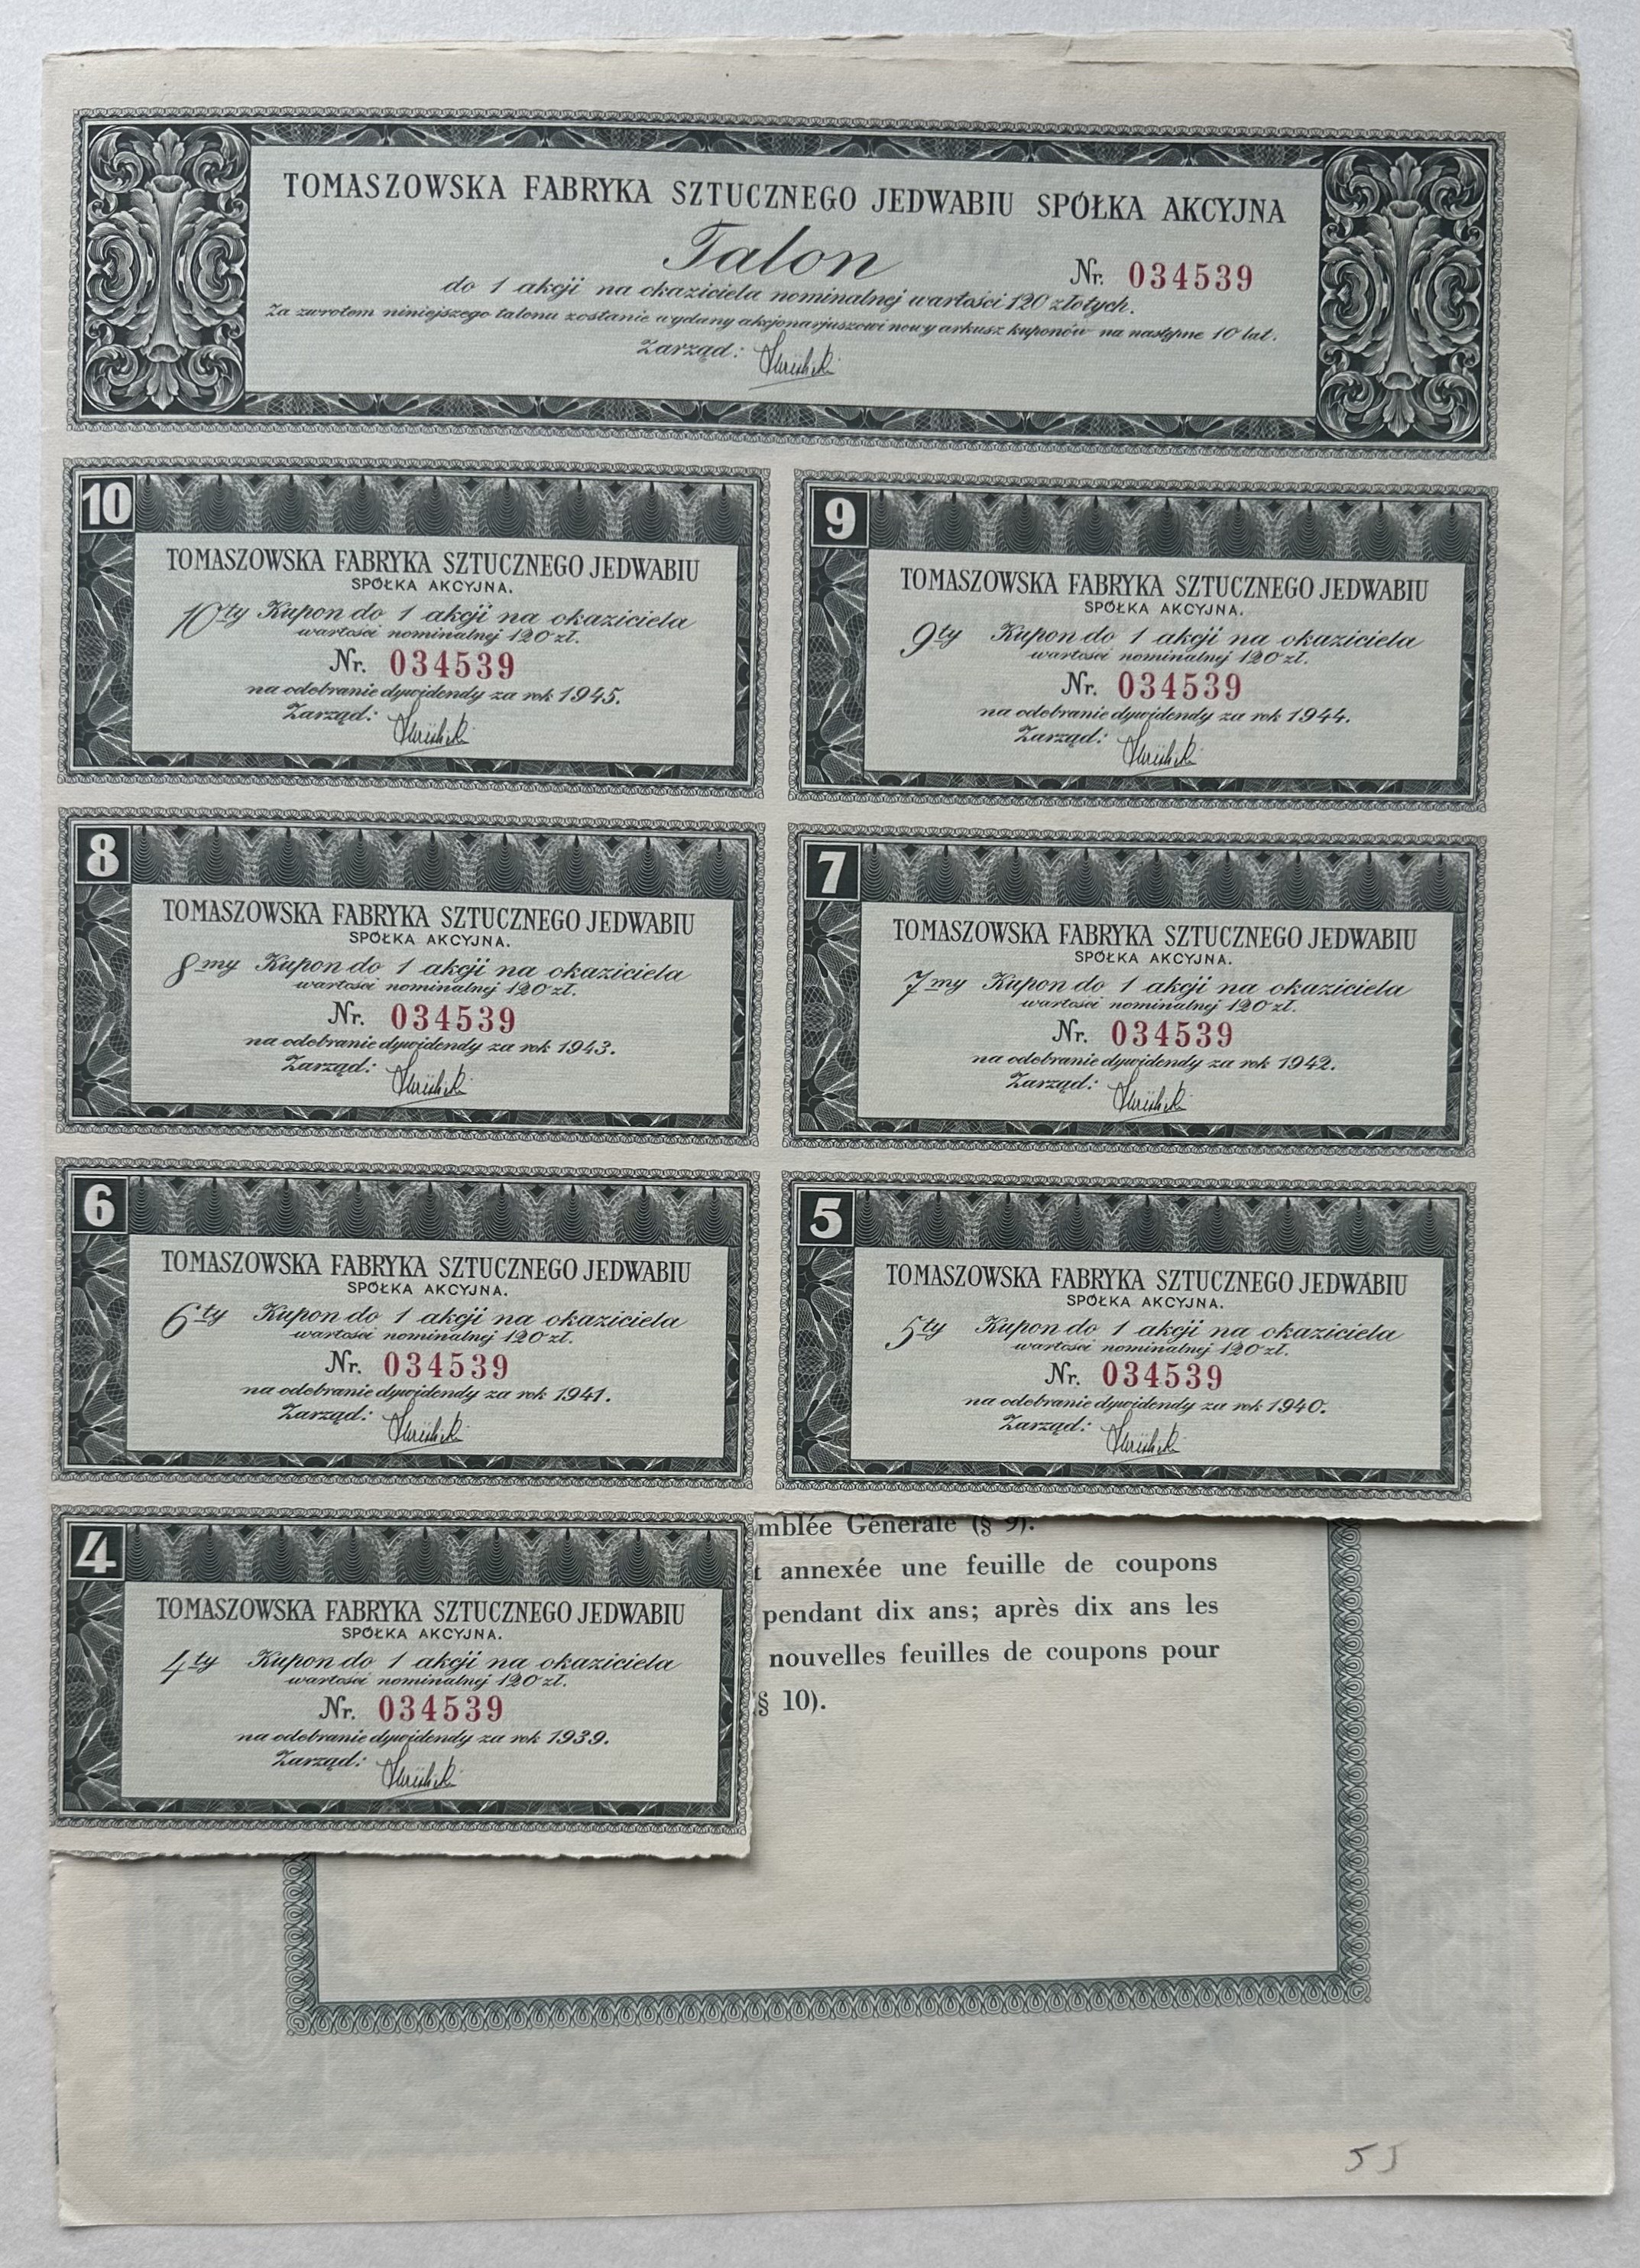 TOMASZOWSKA FABRYKA SZTUCZNEGO JEDWABIU SPÓŁKA AKCYJNA
Talon
Nr. 034539
do 1 akcji na okaziciela nominalnej wartości 120 złotych.
Za zwrotem niniejszego talonu zostanie wydany akcjonarjuszowi nowy arkusz kuponów na następne 10 lat.
Zarząd:
10
TOMASZOWSKA FABRYKA SZTUCZNEGO JEDWABIU
SPÓŁKA AKCYJNA.
10ty Kupon do 1 akcji na okaziciela
wartości nominalnej 120 zł.
Nr. 034539
na odebranie dywidendy za rok 1945.
Zarząd:
9
TOMASZOWSKA FABRYKA SZTUCZNEGO JEDWABIU
SPÓŁKA AKCYJNA.
9ty Kupon do 1 akcji na okaziciela
wartości nominalnej 120 zł.
Nr. 034539
na odebranie dywidendy za rok 1944.
Zarząd:
8
TOMASZOWSKA FABRYKA SZTUCZNEGO JEDWABIU
SPÓŁKA AKCYJNA.
8my Kupon do 1 akcji na okaziciela
wartości nominalnej 120 zł.
Nr. 034539
na odebranie dywidendy za rok 1943.
Zarząd:
7
TOMASZOWSKA FABRYKA SZTUCZNEGO JEDWABIU
SPÓŁKA AKCYJNA.
7my Kupon do 1 akcji na okaziciela
wartości nominalnej 120 zł.
Nr. 034539
na odebranie dywidendy za rok 1942.
Zarząd:
6
TOMASZOWSKA FABRYKA SZTUCZNEGO JEDWABIU
SPÓŁKA AKCYJNA.
6ty Kupon do 1 akcji na okaziciela
wartości nominalnej 120 zł.
Nr. 034539
na odebranie dywidendy za rok 1941.
Zarząd:
5
TOMASZOWSKA FABRYKA SZTUCZNEGO JEDWABIU
SPÓŁKA AKCYJNA.
5ty Kupon do 1 akcji na okaziciela
wartości nominalnej 120 zł.
Nr. 034539
na odebranie dywidendy za rok 1940.
Zarząd:
4
TOMASZOWSKA FABRYKA SZTUCZNEGO JEDWABIU
SPÓŁKA AKCYJNA.
4ty Kupon do 1 akcji na okaziciela
wartości nominalnej 120 zł.
Nr. 034539
na odebranie dywidendy za rok 1939.
Zarząd:
mblée Générale (§ 9).
t annexée une feuille de coupons
pendant dix ans; après dix ans les
nouvelles feuilles de coupons pour
§ 10).